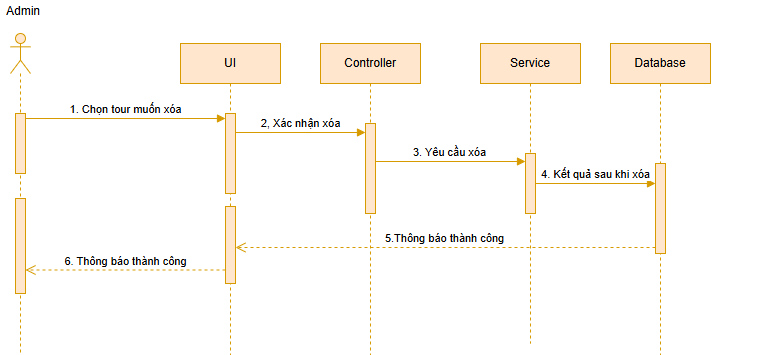 Admin
UI
Controller
Service
Database
1. Chọn tour muốn xóa
2, Xác nhận xóa
3. Yêu cầu xóa
4. Kết quả sau khi xóa
5.Thông báo thành công
6. Thông báo thành công